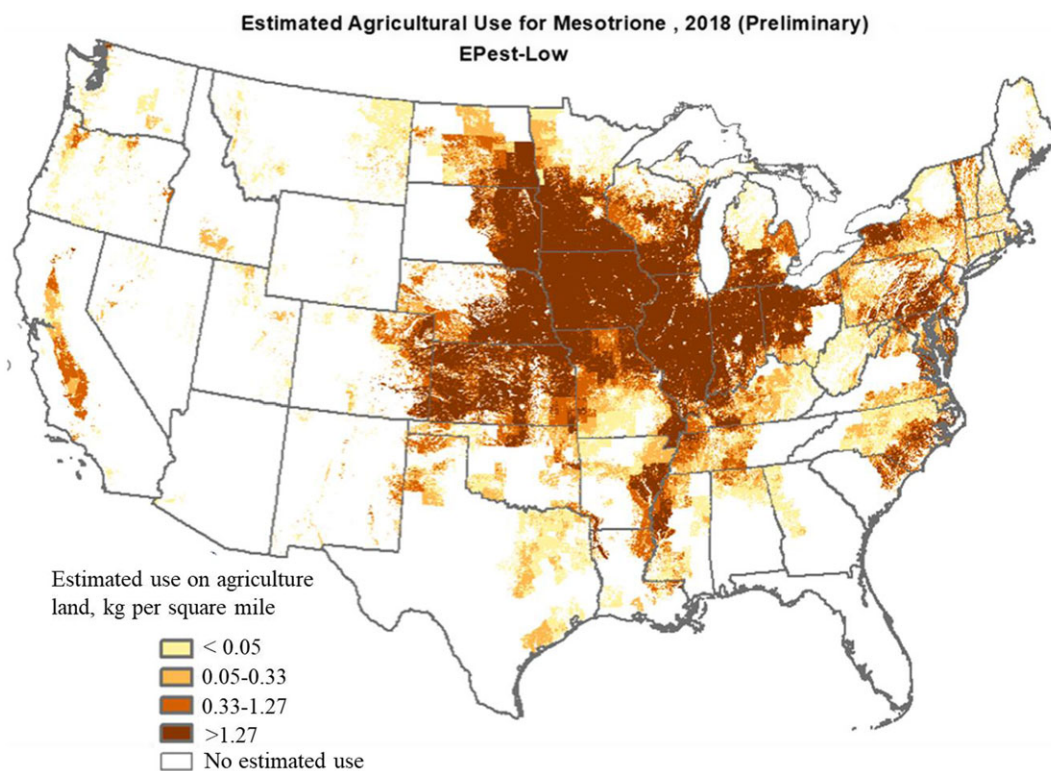 Estimated Agricultural Use for Mesotrione , 2018 (Preliminary)
EPest-Low
Estimated use on agriculture
land, kg per square mile
< 0.05
0.05-0.33
0.33-1.27
>1.27
No estimated use